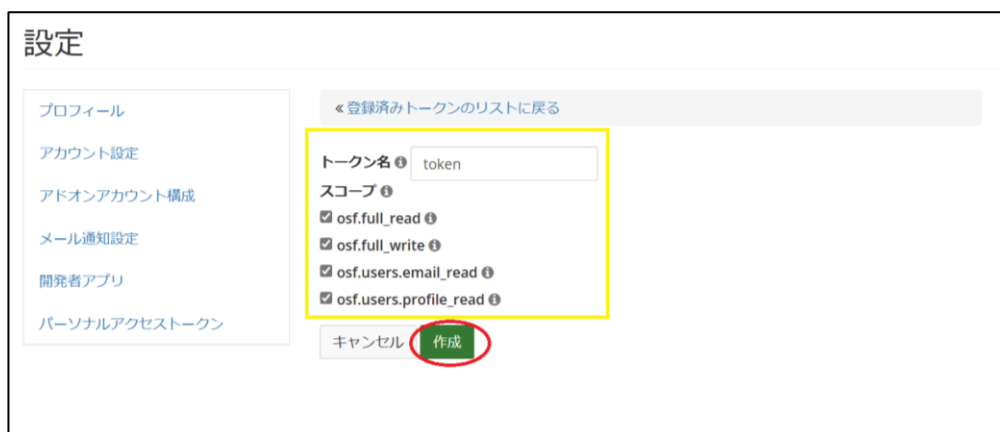 設定
プロフィール
アカウント設定
アドオンアカウント構成
メール通知設定
開発者アプリ
パーソナルアクセストークン
«登録済みトークンのリストに戻る
トークン名 token
スコープ
osf.full_read
osf.full_write
osf.users.email_read
osf.users.profile_read
キャンセル 作成